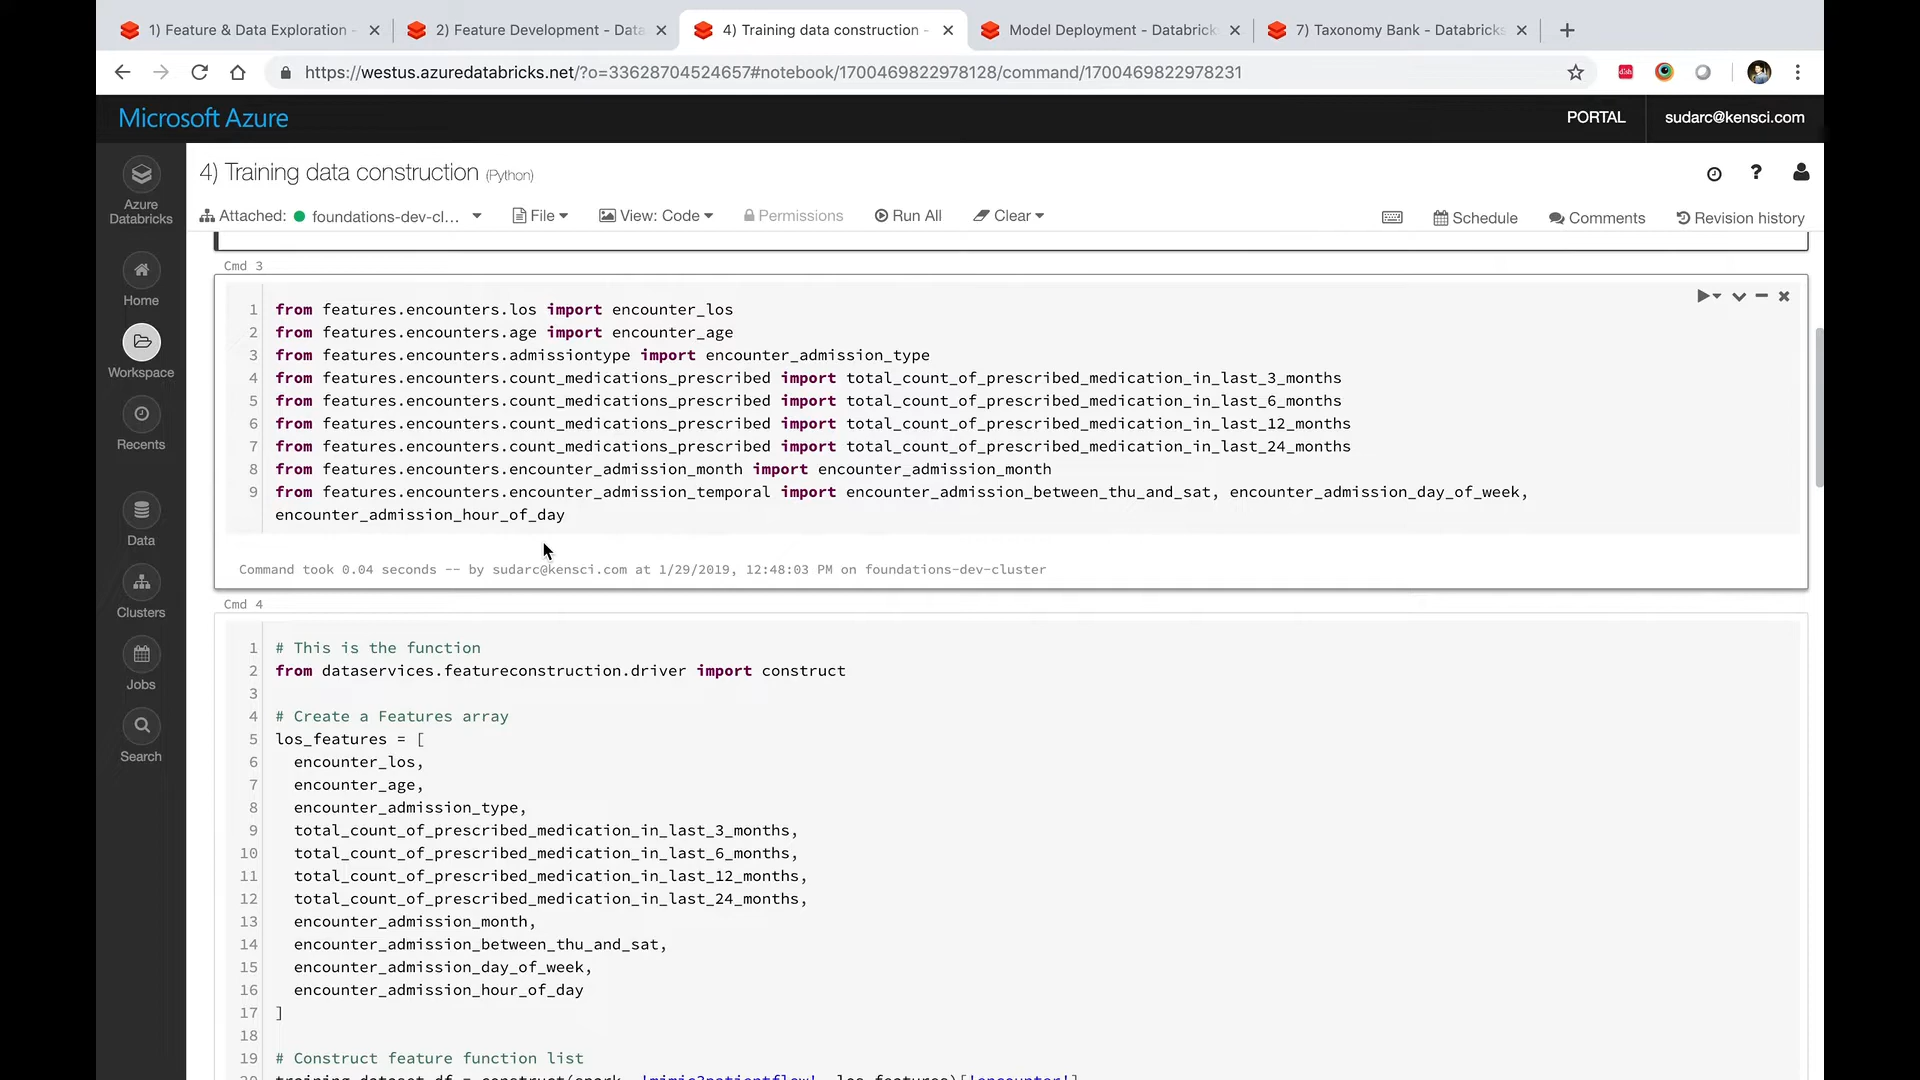 1) Feature & Data Exploration -
2) Feature Development - Data
4) Training data construction -
Model Deployment - Databrick
7) Taxonomy Bank - Databricks
https://westus.azuredatabricks.net/?o=33628704524657#notebook/1700469822978128/command/1700469822978231
Microsoft Azure
PORTAL
sudarc@kensci.com
Azure
Databricks
Home
Workspace
Recents
Data
Clusters
Jobs
Search
4) Training data construction (Python)
Attached: foundations-dev-cl...
File
View: Code
Permissions
Run All
Clear
Schedule
Comments
Revision history
Cmd 3
1 from features.encounters.los import encounter_los
2 from features.encounters.age import encounter_age
3 from features.encounters.admissiontype import encounter_admission_type
4 from features.encounters.count_medications_prescribed import total_count_of_prescribed_medication_in_last_3_months
5 from features.encounters.count_medications_prescribed import total_count_of_prescribed_medication_in_last_6_months
6 from features.encounters.count_medications_prescribed import total_count_of_prescribed_medication_in_last_12_months
7 from features.encounters.count_medications_prescribed import total_count_of_prescribed_medication_in_last_24_months
8 from features.encounters.encounter_admission_month import encounter_admission_month
9 from features.encounters.encounter_admission_temporal import encounter_admission_between_thu_and_sat, encounter_admission_day_of_week,
encounter_admission_hour_of_day
Command took 0.04 seconds -- by sudarc@kensci.com at 1/29/2019, 12:48:03 PM on foundations-dev-cluster
Cmd 4
1 # This is the function
2 from dataservices.featureconstruction.driver import construct
3
4 # Create a Features array
5 los_features = [
6 encounter_los,
7 encounter_age,
8 encounter_admission_type,
9 total_count_of_prescribed_medication_in_last_3_months,
10 total_count_of_prescribed_medication_in_last_6_months,
11 total_count_of_prescribed_medication_in_last_12_months,
12 total_count_of_prescribed_medication_in_last_24_months,
13 encounter_admission_month,
14 encounter_admission_between_thu_and_sat,
15 encounter_admission_day_of_week,
16 encounter_admission_hour_of_day
17 ]
18
19 # Construct feature function list
20 training_dataset_df = construct(spark, 'mimic3patientflow', los_features)['encounter']